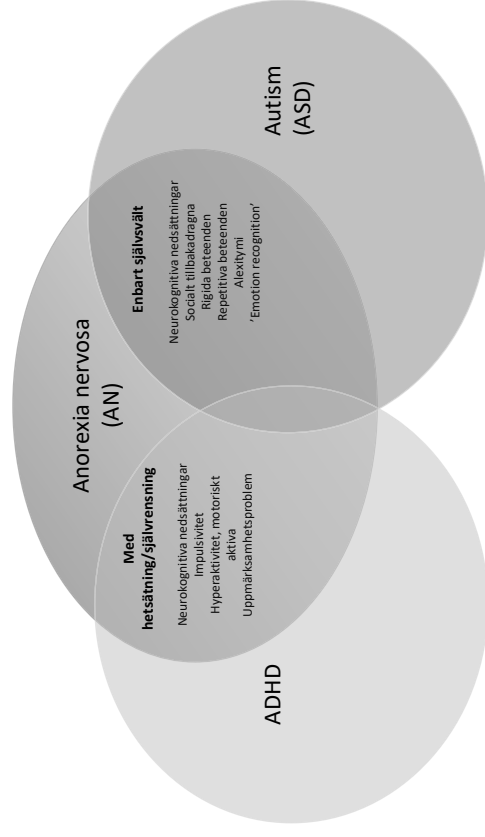 Anorexia nervosa
(AN)
Med
hetsätning/självrensning
Neurokognitiva nedsättningar
Impulsivitet
Hyperaktivitet, motoriskt
aktiva
Uppmärksamhetsproblem
Enbart självsvält
Neurokognitiva nedsättningar
Socialt tillbakadragna
Rigida beteenden
Repetitiva beteenden
Alexitymi
'Emotion recognition'
ADHD
Autism
(ASD)